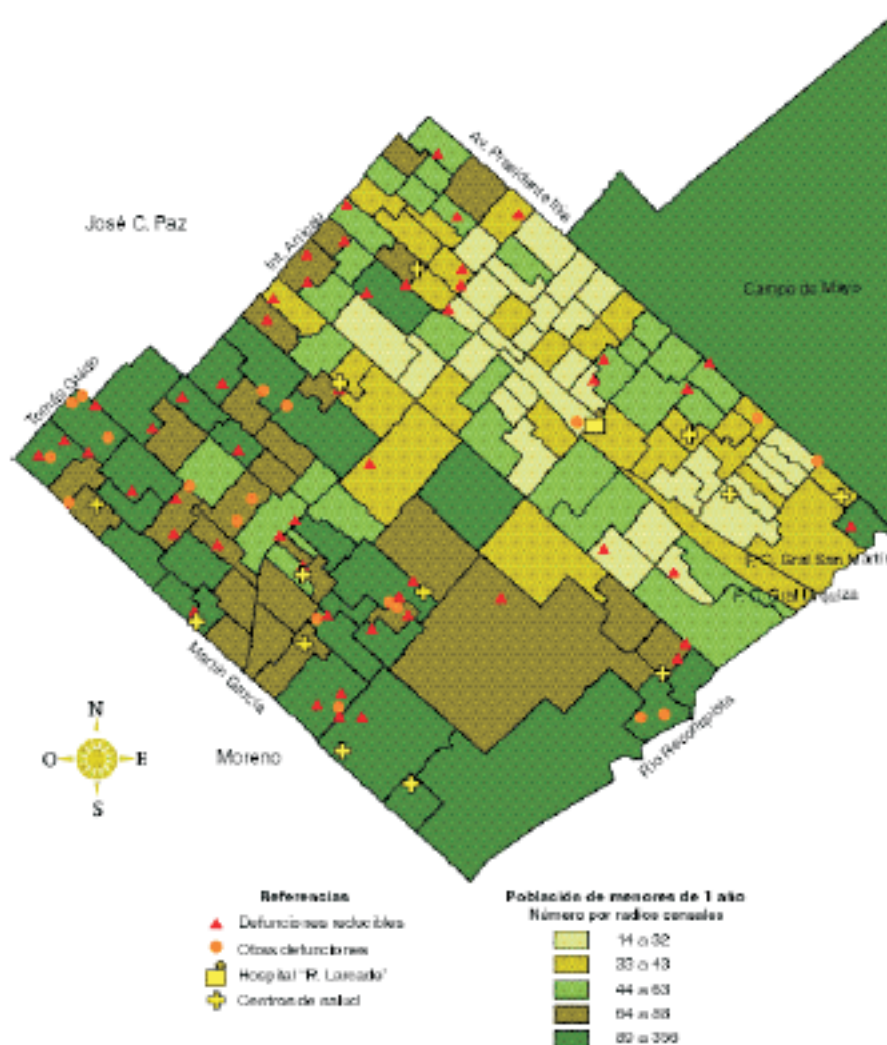 Av. Presidente Illia
José C. Paz
Int. Arricau
Campo de Mayo
Martín García
F. C. Gral San Martín
F. C. Gral Urquiza
Moreno
Río Reconquista
N
O
E
S
Referencias
Defunciones reducibles
Otras defunciones
Hospital "R. Larcade"
Centros de salud
Población de menores de 1 año
Número por radios censales
14 a 32
33 a 43
44 a 63
64 a 88
89 a 356